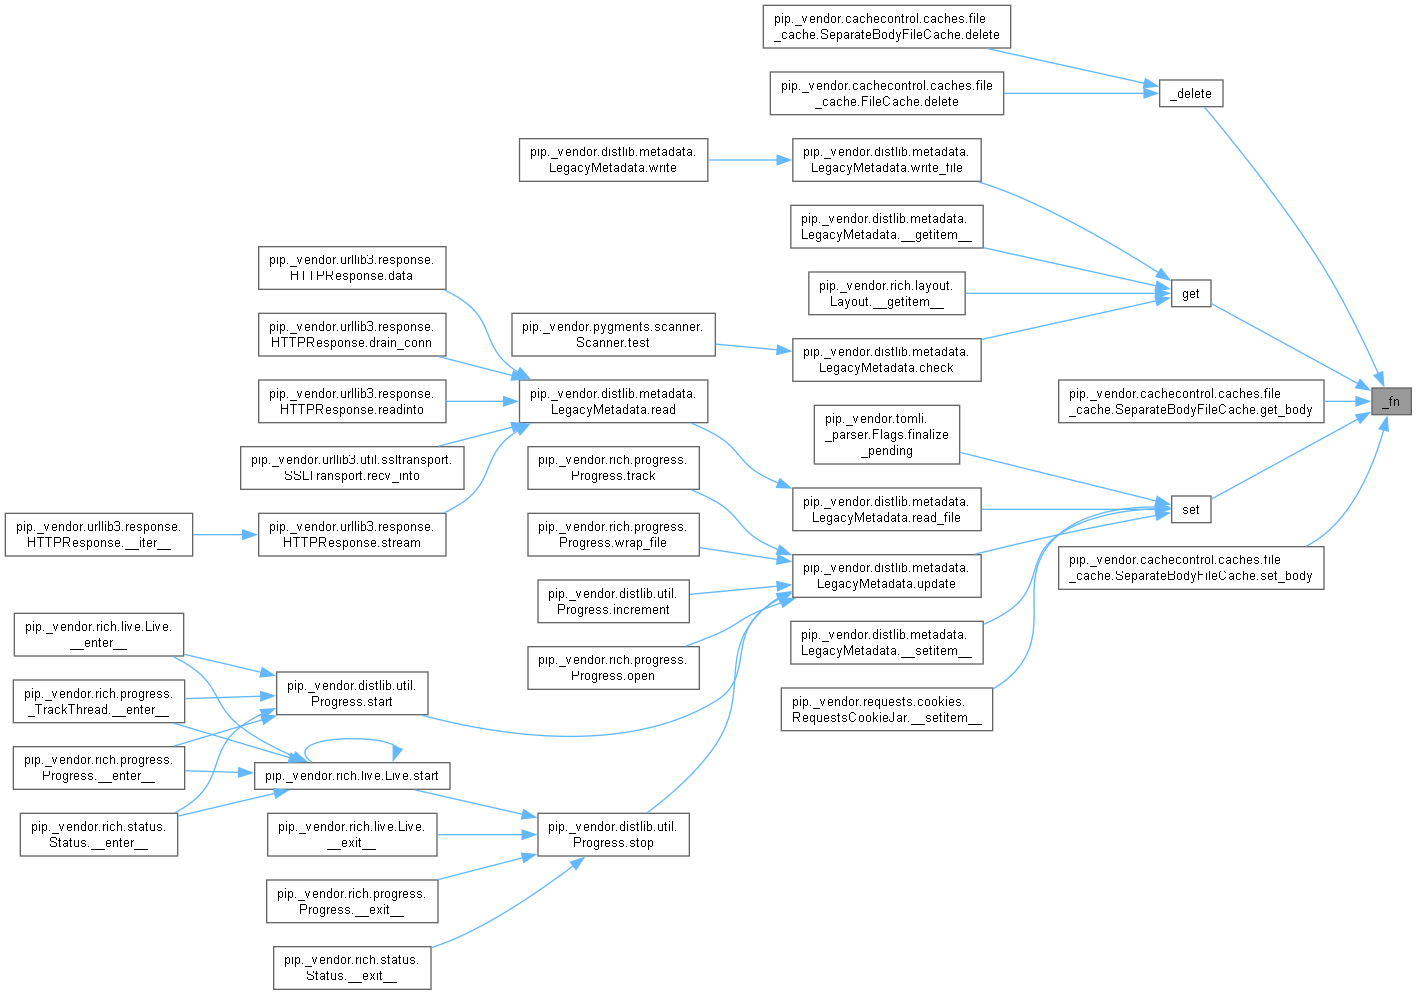 pip._vendor.cachecontrol.caches.file
_cache.SeparateBodyFileCache.delete
pip._vendor.cachecontrol.caches.file
_cache.FileCache.delete
_delete
pip._vendor.distlib.metadata.
LegacyMetadata.write
pip._vendor.distlib.metadata.
LegacyMetadata.write_file
pip._vendor.distlib.metadata.
LegacyMetadata.__getitem__
pip._vendor.urllib3.response.
HTTPResponse.data
pip._vendor.rich.layout.
Layout.__getitem__
get
pip._vendor.urllib3.response.
HTTPResponse.drain_conn
pip._vendor.pygments.scanner.
Scanner.test
pip._vendor.distlib.metadata.
LegacyMetadata.check
pip._vendor.urllib3.response.
HTTPResponse.readinto
pip._vendor.distlib.metadata.
LegacyMetadata.read
pip._vendor.cachecontrol.caches.file
_cache.SeparateBodyFileCache.get_body
_fn
pip._vendor.tomli.
_parser.Flags.finalize
_pending
pip._vendor.urllib3.util.ssltransport.
SSLTransport.recv_into
pip._vendor.rich.progress.
Progress.track
pip._vendor.distlib.metadata.
LegacyMetadata.read_file
set
pip._vendor.urllib3.response.
HTTPResponse.__iter__
pip._vendor.urllib3.response.
HTTPResponse.stream
pip._vendor.rich.progress.
Progress.wrap_file
pip._vendor.distlib.metadata.
LegacyMetadata.update
pip._vendor.cachecontrol.caches.file
_cache.SeparateBodyFileCache.set_body
pip._vendor.distlib.util.
Progress.increment
pip._vendor.rich.live.Live.
__enter__
pip._vendor.distlib.metadata.
LegacyMetadata.__setitem__
pip._vendor.rich.progress.
Progress.open
pip._vendor.rich.progress.
_TrackThread.__enter__
pip._vendor.distlib.util.
Progress.start
pip._vendor.requests.cookies.
RequestsCookieJar.__setitem__
pip._vendor.rich.progress.
Progress.__enter__
pip._vendor.rich.live.Live.start
pip._vendor.rich.status.
Status.__enter__
pip._vendor.rich.live.Live.
__exit__
pip._vendor.distlib.util.
Progress.stop
pip._vendor.rich.progress.
Progress.__exit__
pip._vendor.rich.status.
Status.__exit__